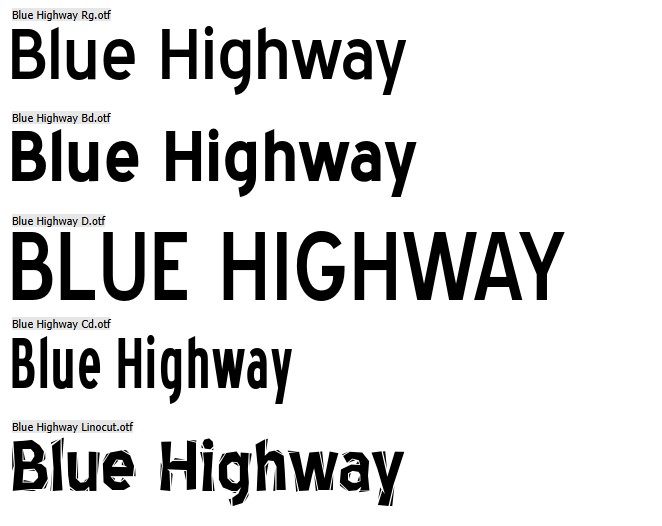 Blue Highway Rg.otf
Blue Highway
Blue Highway Bd.otf
Blue Highway
Blue Highway D.otf
BLUE HIGHWAY
Blue Highway Cd.otf
Blue Highway
Blue Highway Linocut.otf
Blue Highway